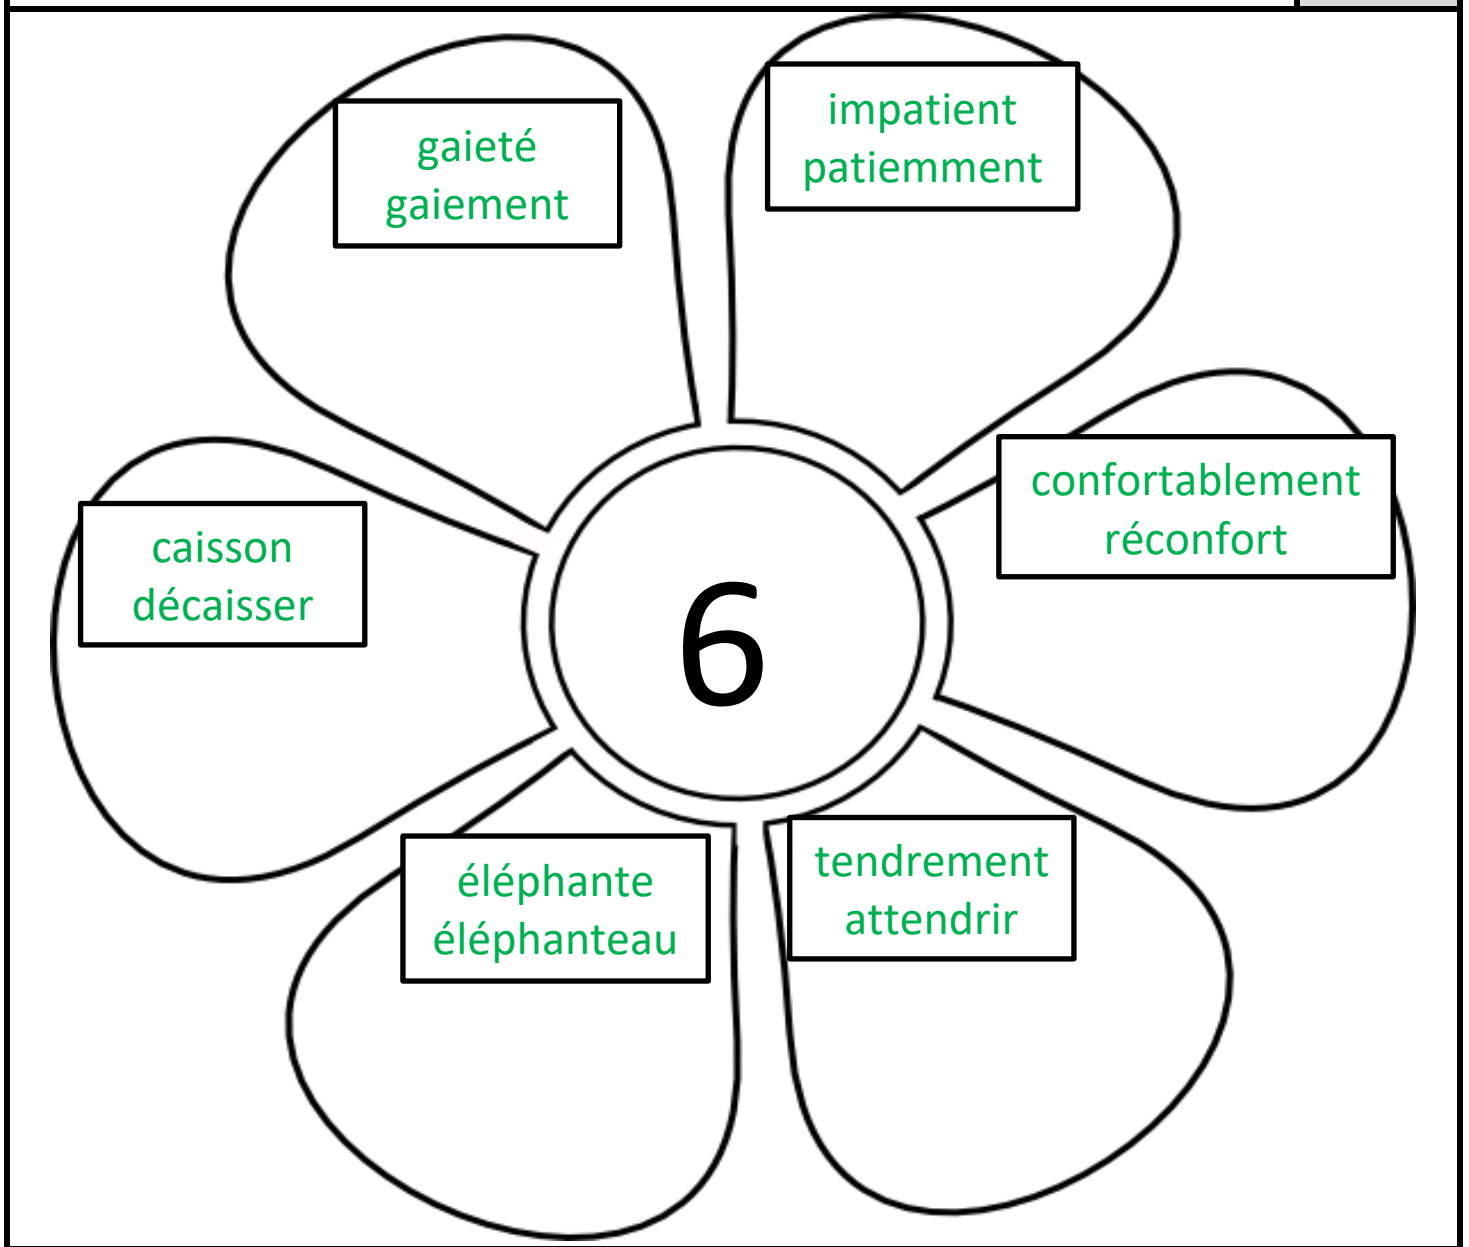 gaieté
gaiement
impatient
patiemment
confortablement
réconfort
caisson
décaisser
6
éléphante
éléphanteau
tendrement
attendrir